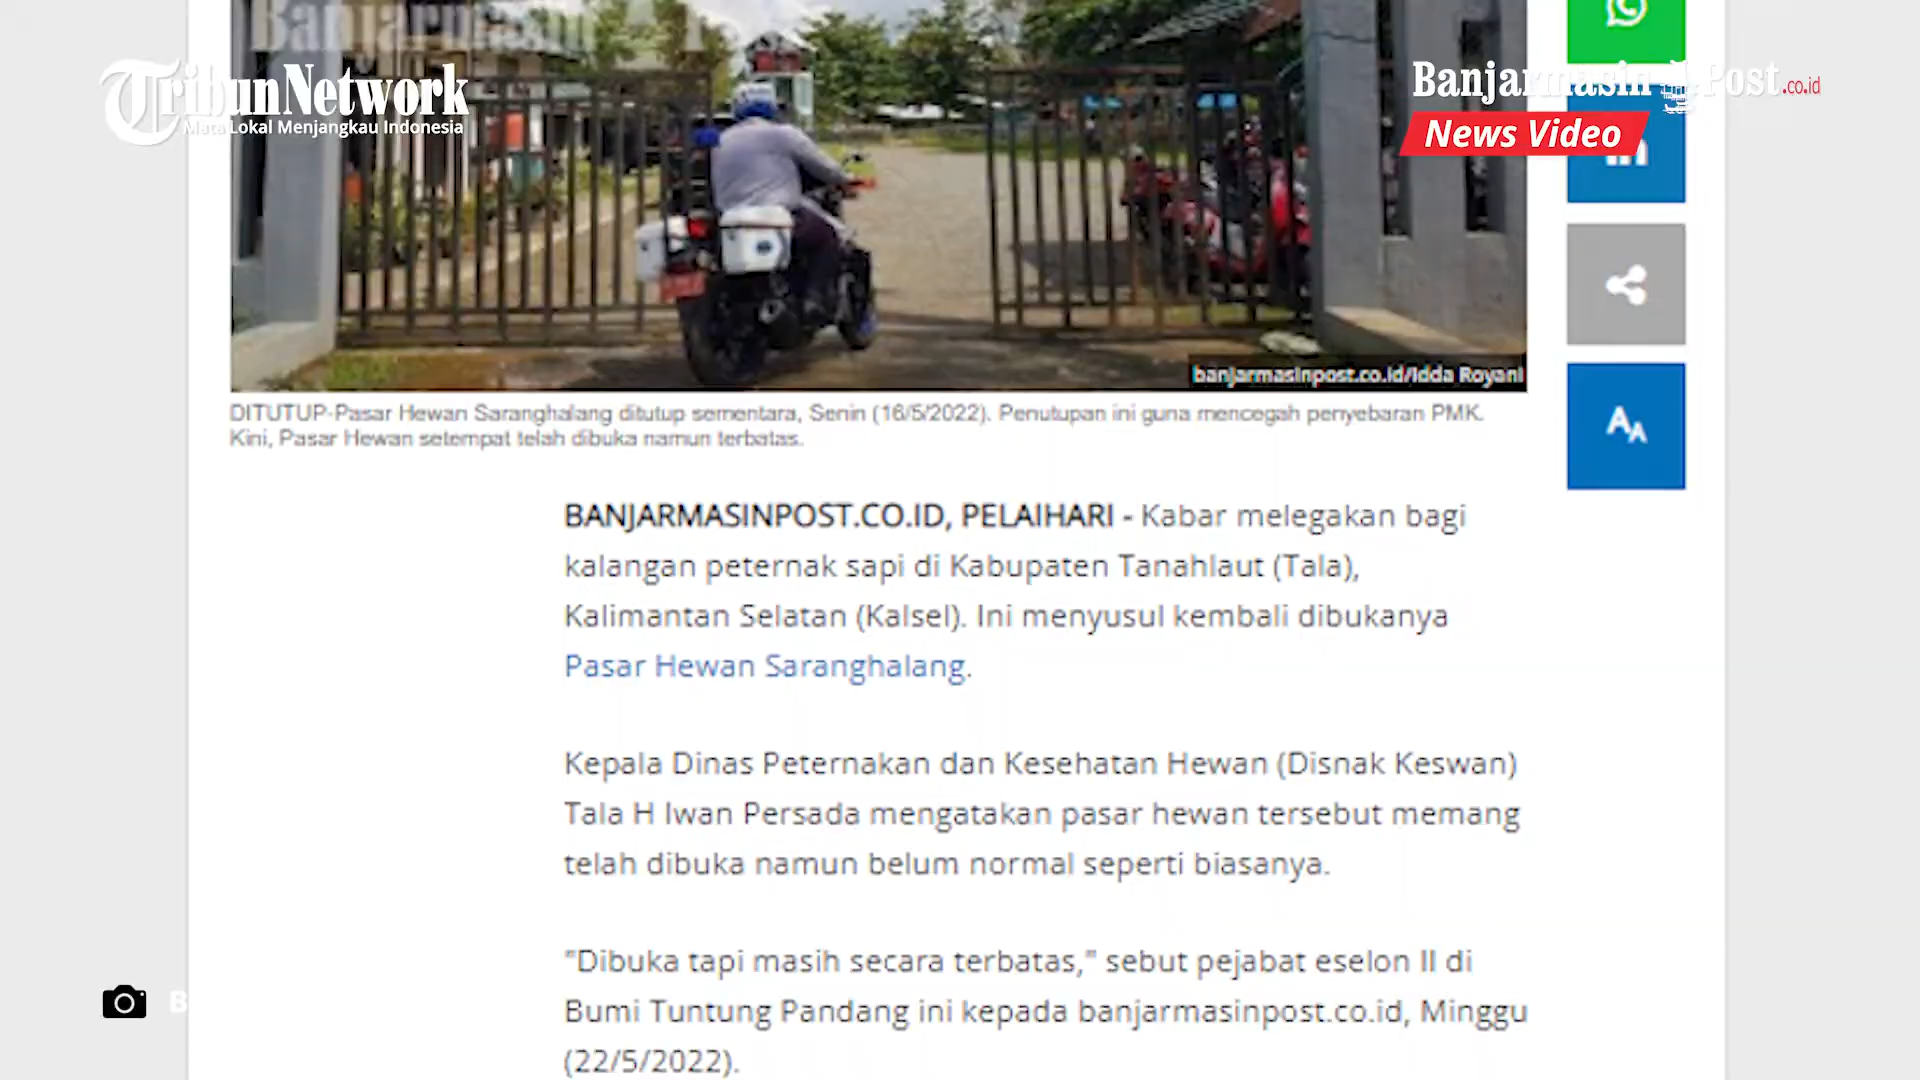 Banjarmasin Post
TribunNetwork
Mata Lokal Menjangkau Indonesia
Banjarmasin Post.co.id
News Video
in
banjarmasinpost.co.id/Idda Royani
DITUTUP-Pasar Hewan Saranghalang ditutup sementara, Senin (16/5/2022). Penutupan ini guna mencegah penyebaran PMK.
Kini, Pasar Hewan setempat telah dibuka namun terbatas.
AA
BANJARMASINPOST.CO.ID, PELAIHARI - Kabar melegakan bagi
kalangan peternak sapi di Kabupaten Tanahlaut (Tala),
Kalimantan Selatan (Kalsel). Ini menyusul kembali dibukanya
Pasar Hewan Saranghalang.
Kepala Dinas Peternakan dan Kesehatan Hewan (Disnak Keswan)
Tala H Iwan Persada mengatakan pasar hewan tersebut memang
telah dibuka namun belum normal seperti biasanya.
"Dibuka tapi masih secara terbatas," sebut pejabat eselon II di
Bumi Tuntung Pandang ini kepada banjarmasinpost.co.id, Minggu
(22/5/2022).
B